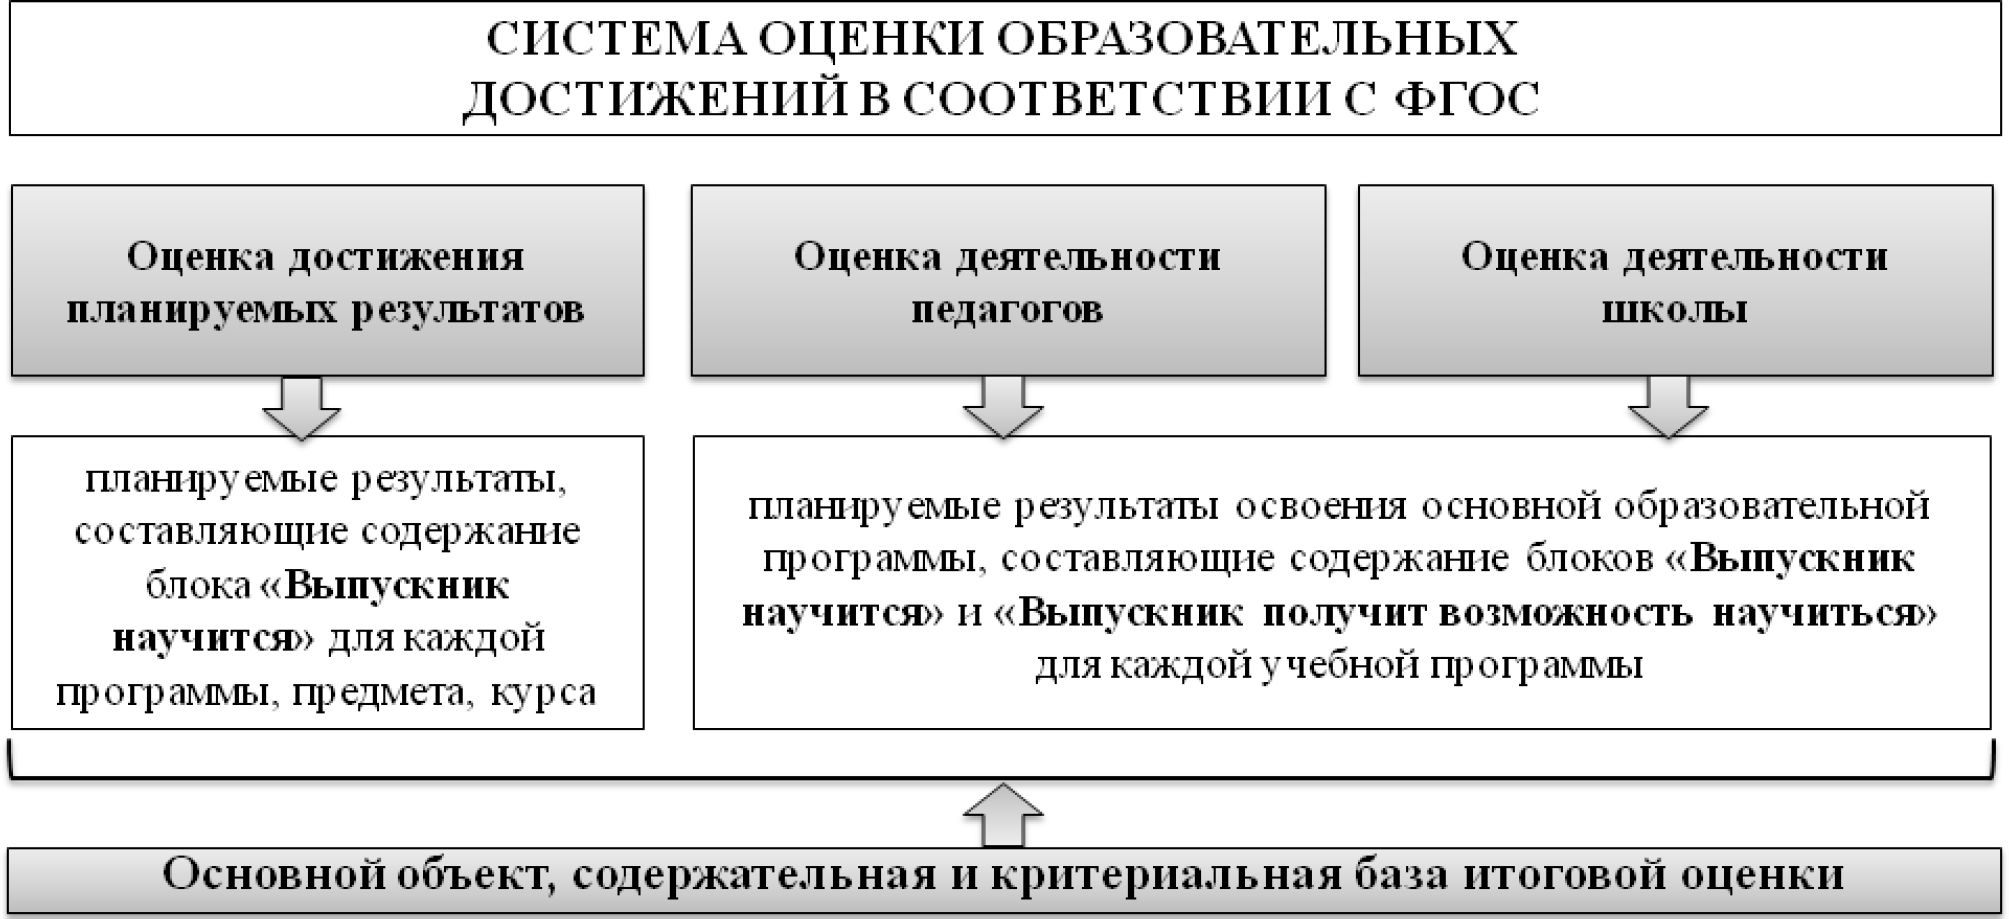 СИСТЕМА ОЦЕНКИ ОБРАЗОВАТЕЛЬНЫХ
ДОСТИЖЕНИЙ В СООТВЕТСТВИИ С ФГОС
Оценка достижения
планируемых результатов
Оценка деятельности
педагогов
Оценка деятельности
школы
планируемые результаты,
составляющие содержание
блока «Выпускник
научится» для каждой
программы, предмета, курса
планируемые результаты освоения основной образовательной
программы, составляющие содержание блоков «Выпускник
научится» и «Выпускник получит возможность научиться»
для каждой учебной программы
Основной объект, содержательная и критериальная база итоговой оценки